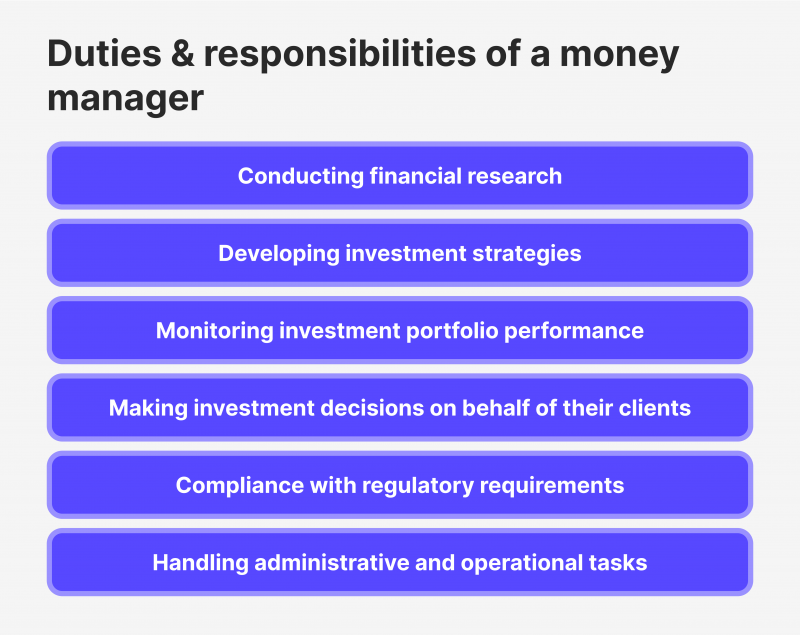 Duties & responsibilities of a money
manager
Conducting financial research
Developing investment strategies
Monitoring investment portfolio performance
Making investment decisions on behalf of their clients
Compliance with regulatory requirements
Handling administrative and operational tasks